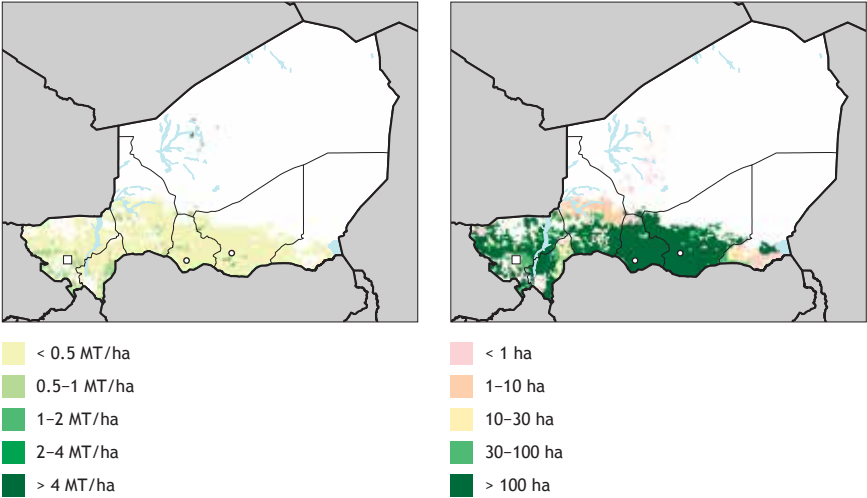 < 0.5 MT/ha
0.5–1 MT/ha
1–2 MT/ha
2–4 MT/ha
> 4 MT/ha
< 1 ha
1–10 ha
10–30 ha
30–100 ha
> 100 ha